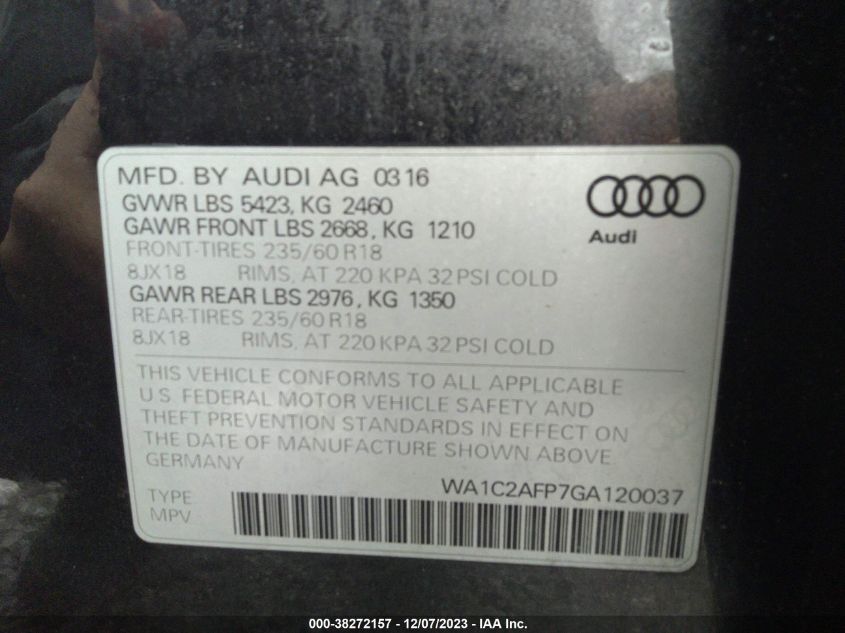 MFD. BY AUDI AG 0316
GVWR LBS 5423, KG 2460
GAWR FRONT LBS 2668, KG 1210
FRONT-TIRES 235/60 R18
8JX18 RIMS, AT 220 KPA 32 PSI COLD
GAWR REAR LBS 2976, KG 1350
REAR-TIRES 235/60 R18
8JX18 RIMS, AT 220 KPA 32 PSI COLD
Audi
THIS VEHICLE CONFORMS TO ALL APPLICABLE
U.S. FEDERAL MOTOR VEHICLE SAFETY AND
THEFT PREVENTION STANDARDS IN EFFECT ON
THE DATE OF MANUFACTURE SHOWN ABOVE
GERMANY
WA1C2AFP7GA120037
TYPE
MPV
000-38272157 - 12/07/2023 - IAA Inc.